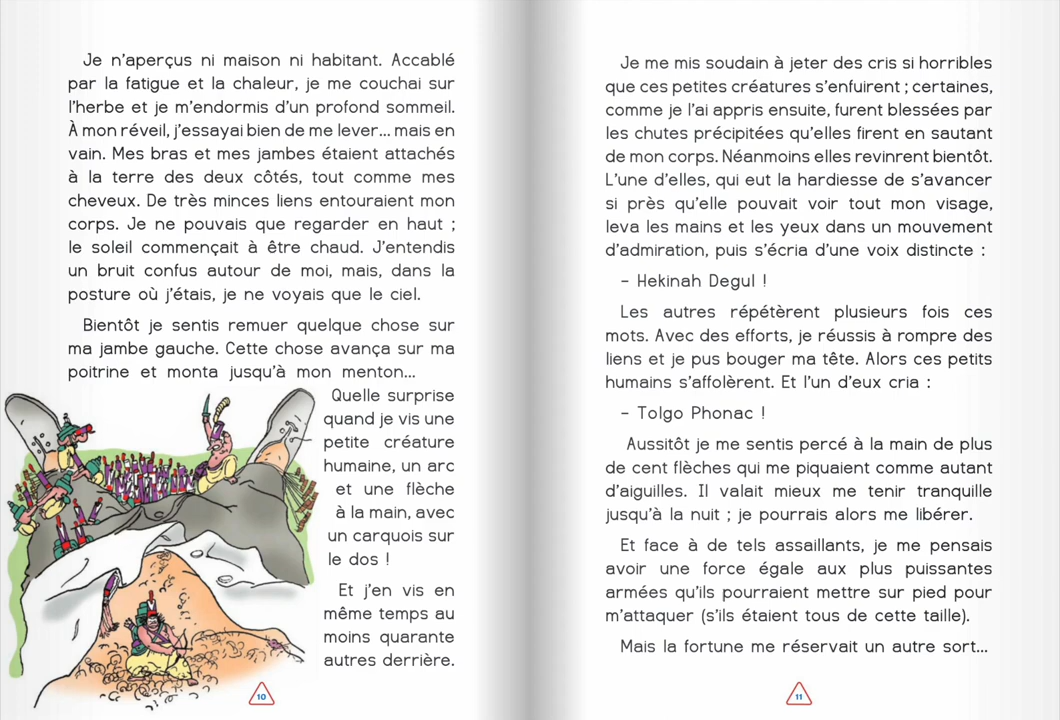 Je n'aperçus ni maison ni habitant. Accablé
par la fatigue et la chaleur, je me couchai sur
l'herbe et je m'endormis d'un profond sommeil.
À mon réveil, j'essayai bien de me lever... mais en
vain. Mes bras et mes jambes étaient attachés
à la terre des deux côtés, tout comme mes
cheveux. De très minces liens entouraient mon
corps. Je ne pouvais que regarder en haut ;
le soleil commençait à être chaud. J'entendis
un bruit confus autour de moi, mais, dans la
posture où j'étais, je ne voyais que le ciel.
Bientôt je sentis remuer quelque chose sur
ma jambe gauche. Cette chose avança sur ma
poitrine et monta jusqu'à mon menton...
Quelle surprise
quand je vis une
petite créature
humaine, un arc
et une flèche
à la main, avec
un carquois sur
le dos !
Et j'en vis en
même temps au
moins quarante
autres derrière.
10
Je me mis soudain à jeter des cris si horribles
que ces petites créatures s'enfuirent ; certaines,
comme je l'ai appris ensuite, furent blessées par
les chutes précipitées qu'elles firent en sautant
de mon corps. Néanmoins elles revinrent bientôt.
L'une d'elles, qui eut la hardiesse de s'avancer
si près qu'elle pouvait voir tout mon visage,
leva les mains et les yeux dans un mouvement
d'admiration, puis s'écria d'une voix distincte :
– Hekinah Degul !
Les autres répétèrent plusieurs fois ces
mots. Avec des efforts, je réussis à rompre des
liens et je pus bouger ma tête. Alors ces petits
humains s'affolèrent. Et l'un d'eux cria :
– Tolgo Phonac !
Aussitôt je me sentis percé à la main de plus
de cent flèches qui me piquaient comme autant
d'aiguilles. Il valait mieux me tenir tranquille
jusqu'à la nuit ; je pourrais alors me libérer.
Et face à de tels assaillants, je me pensais
avoir une force égale aux plus puissantes
armées qu'ils pourraient mettre sur pied pour
m'attaquer (s'ils étaient tous de cette taille).
Mais la fortune me réservait un autre sort...
11